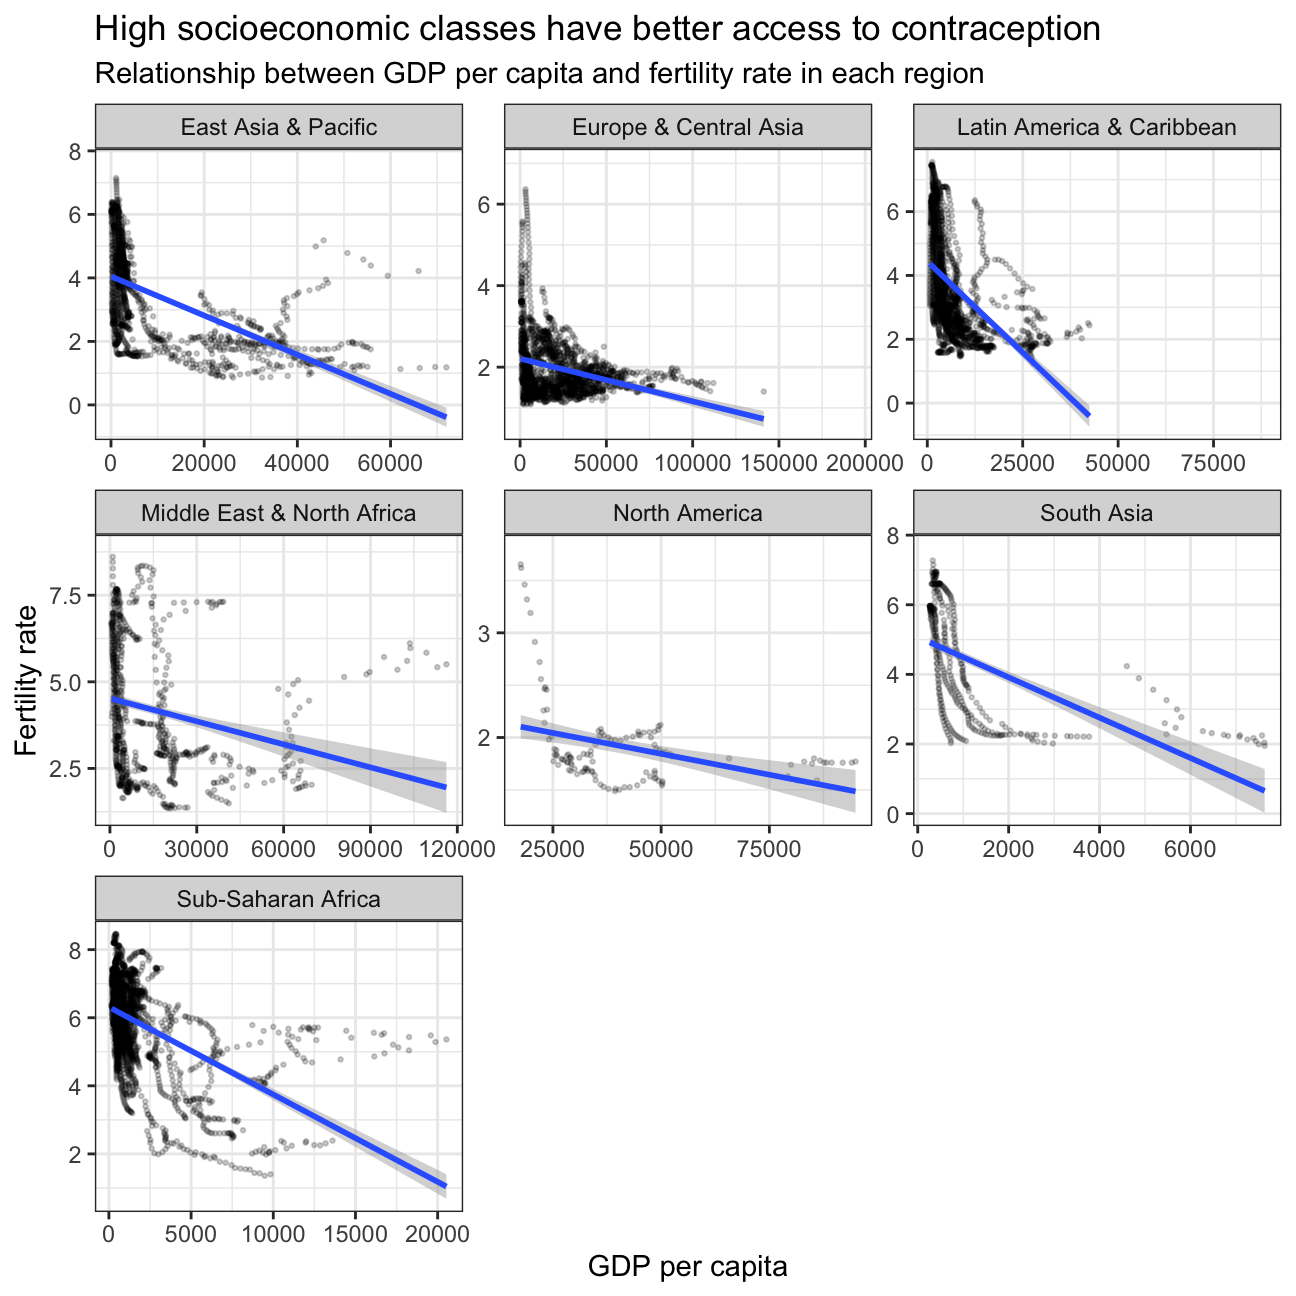 High socioeconomic classes have better access to contraception
Relationship between GDP per capita and fertility rate in each region
East Asia & Pacific
8
6
4
2
0
0 20000 40000 60000
Europe & Central Asia
6
4
2
0 50000 100000 150000 200000
Latin America & Caribbean
6
4
2
0
0 25000 50000 75000
Middle East & North Africa
7.5
5.0
2.5
0 30000 60000 90000 120000
North America
3
2
25000 50000 75000
South Asia
8
6
4
2
0
0 2000 4000 6000
Sub-Saharan Africa
8
6
4
2
0 5000 10000 15000 20000
Fertility rate
GDP per capita